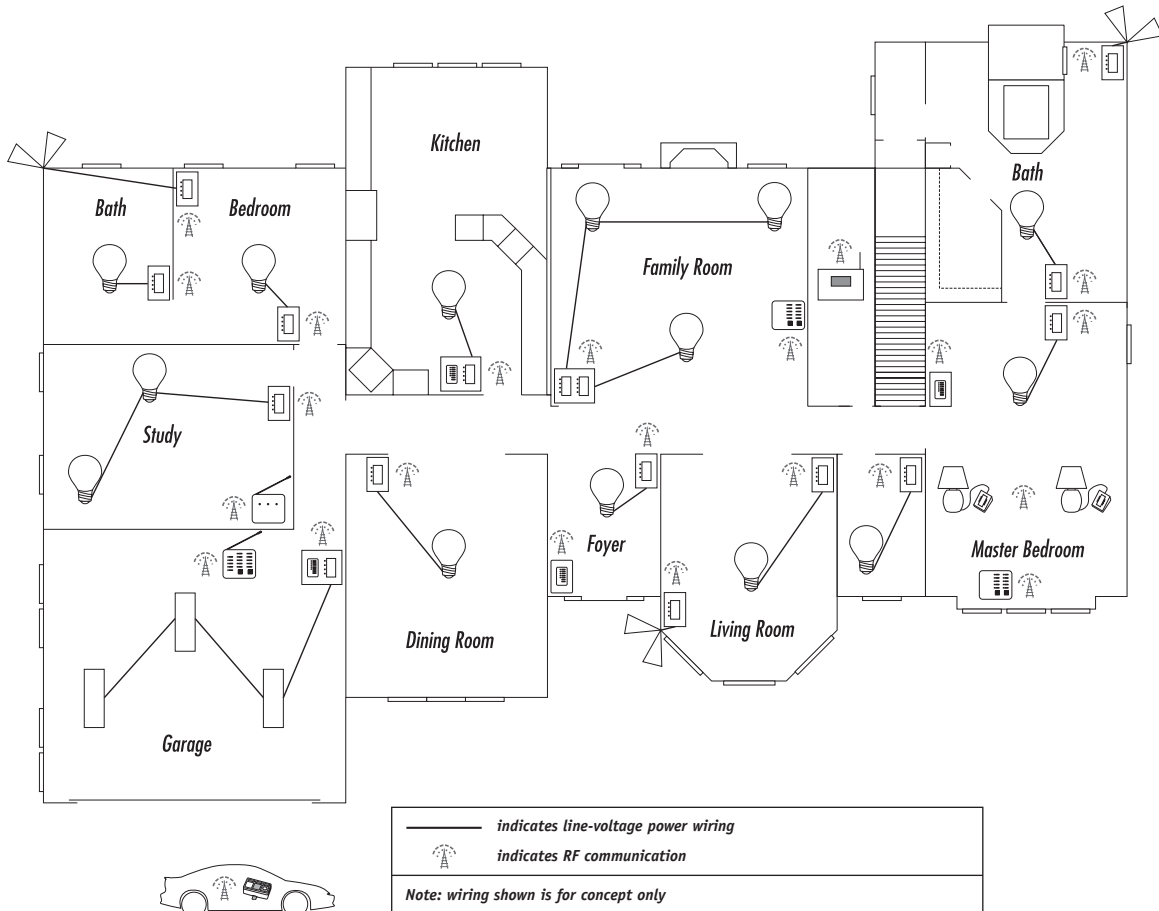 Kitchen
Bath
Bedroom
Bath
Family Room
Study
Foyer
Master Bedroom
Dining Room
Living Room
Garage
indicates line-voltage power wiring
indicates RF communication
Note: wiring shown is for concept only